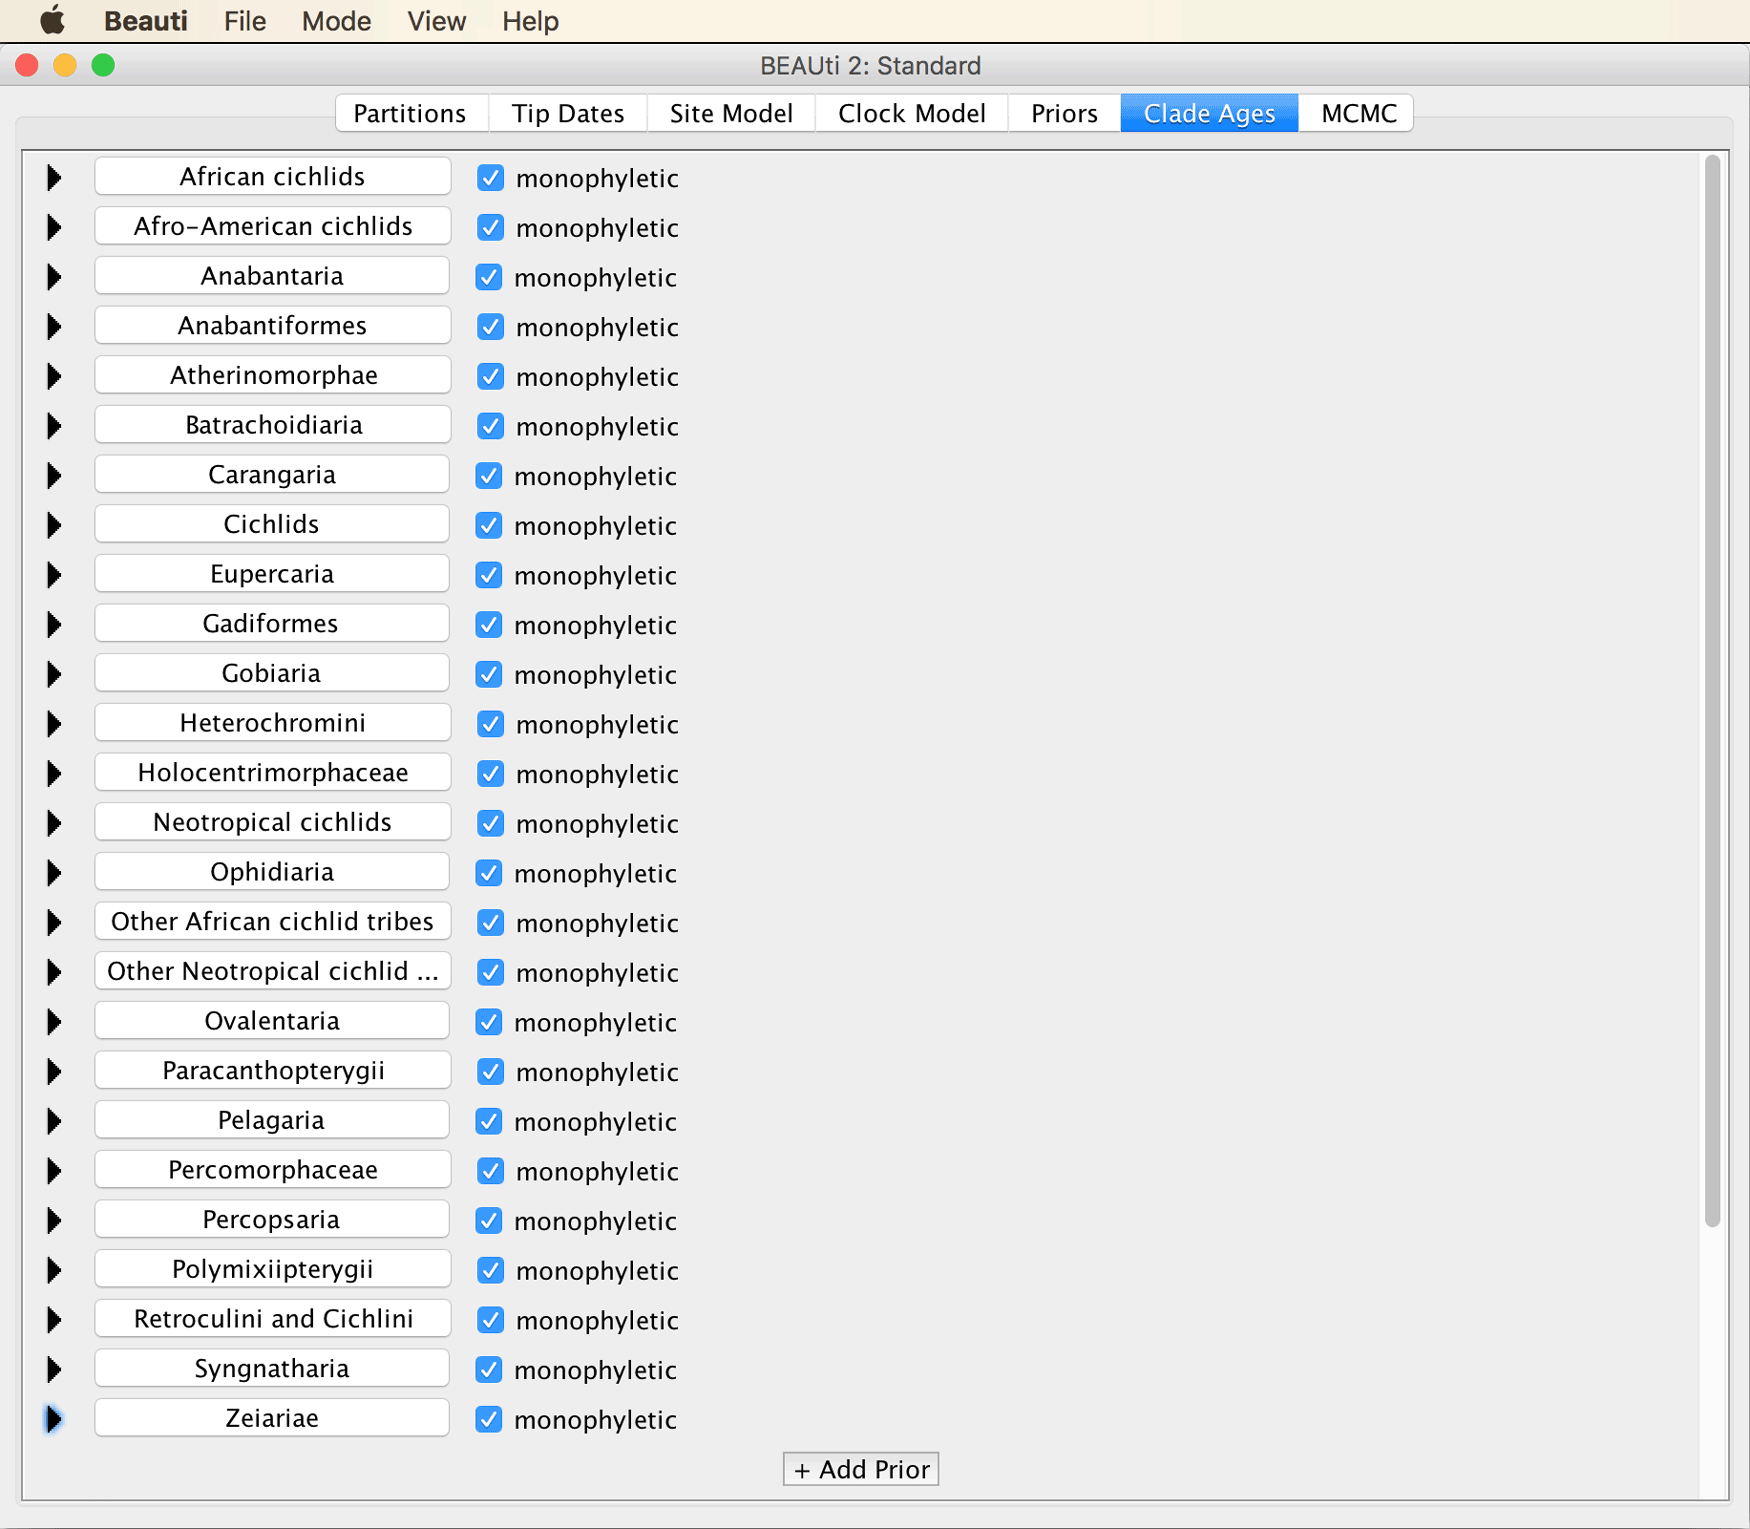 Beauti File Mode View Help
BEAUti 2: Standard
Partitions Tip Dates Site Model Clock Model Priors Clade Ages MCMC
African cichlids monophyletic
Afro-American cichlids monophyletic
Anabantaria monophyletic
Anabantiformes monophyletic
Atherinomorphae monophyletic
Batrachoidiaria monophyletic
Carangaria monophyletic
Cichlids monophyletic
Eupercaria monophyletic
Gadiformes monophyletic
Gobiaria monophyletic
Heterochromini monophyletic
Holocentrimorphaceae monophyletic
Neotropical cichlids monophyletic
Ophidiaria monophyletic
Other African cichlid tribes monophyletic
Other Neotropical cichlid ... monophyletic
Ovalentaria monophyletic
Paracanthopterygii monophyletic
Pelagaria monophyletic
Percomorphaceae monophyletic
Percopsaria monophyletic
Polymixiipterygii monophyletic
Retroculini and Cichlini monophyletic
Syngnatharia monophyletic
Zeiariae monophyletic
+ Add Prior